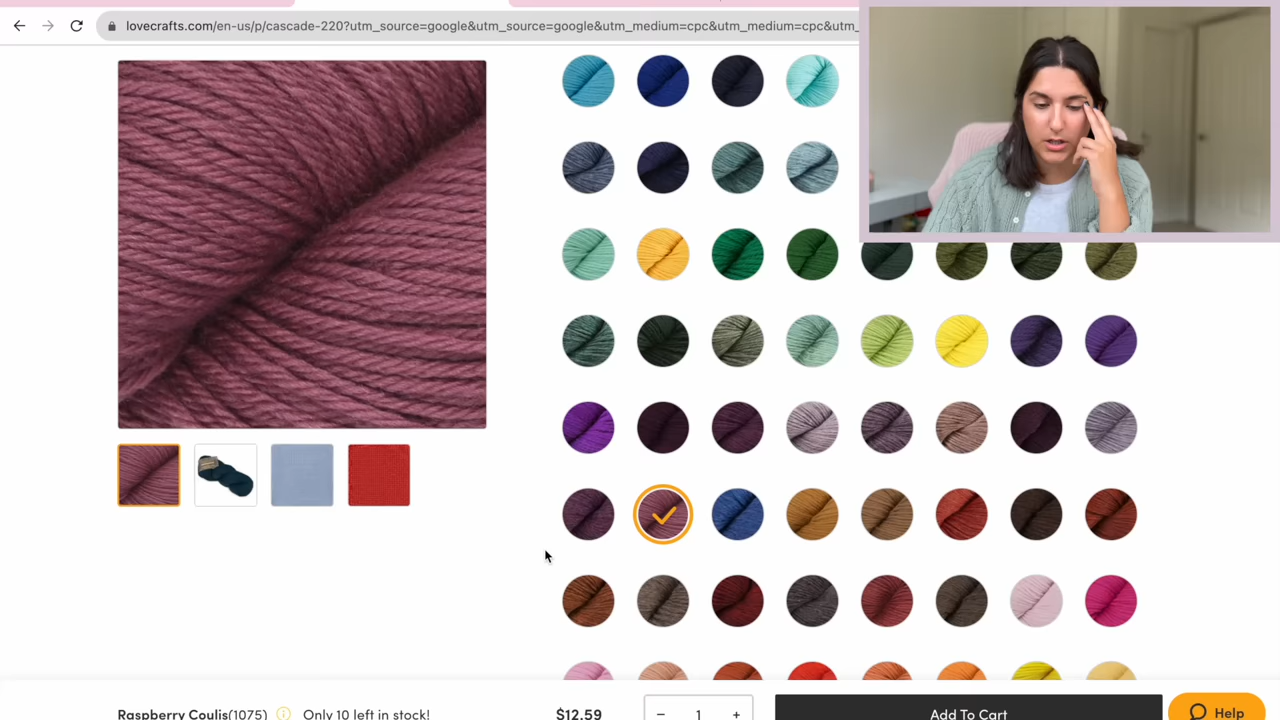 lovecrafts.com/en-us/p/cascade-220?utm_source=google&utm_source=google&utm_medium=cpc&utm_medium=cpc&utm_
Raspberry Coulis(1075) Only 10 left in stock! $12.59 − 1 + Add To Cart Help